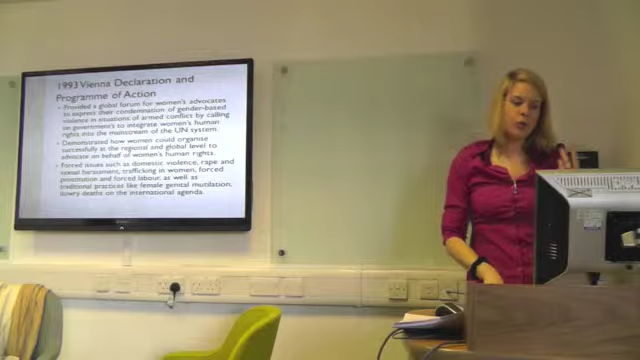 1993 Vienna Declaration and
Programme of Action
• Provided a global forum for women's advocates
to express their condemnation of gender-based
violence in situations of armed conflict by calling
on governments to integrate women's human
rights into the mainstream of the UN system.
• Demonstrated how women could organise
successfully at the regional and global level to
advocate on behalf of women's human rights.
• Forced issues such as domestic violence, rape and
sexual harassment, trafficking in women, forced
prostitution and forced labour, as well as
traditional practices like female genital mutilation,
dowry deaths on the international agenda.